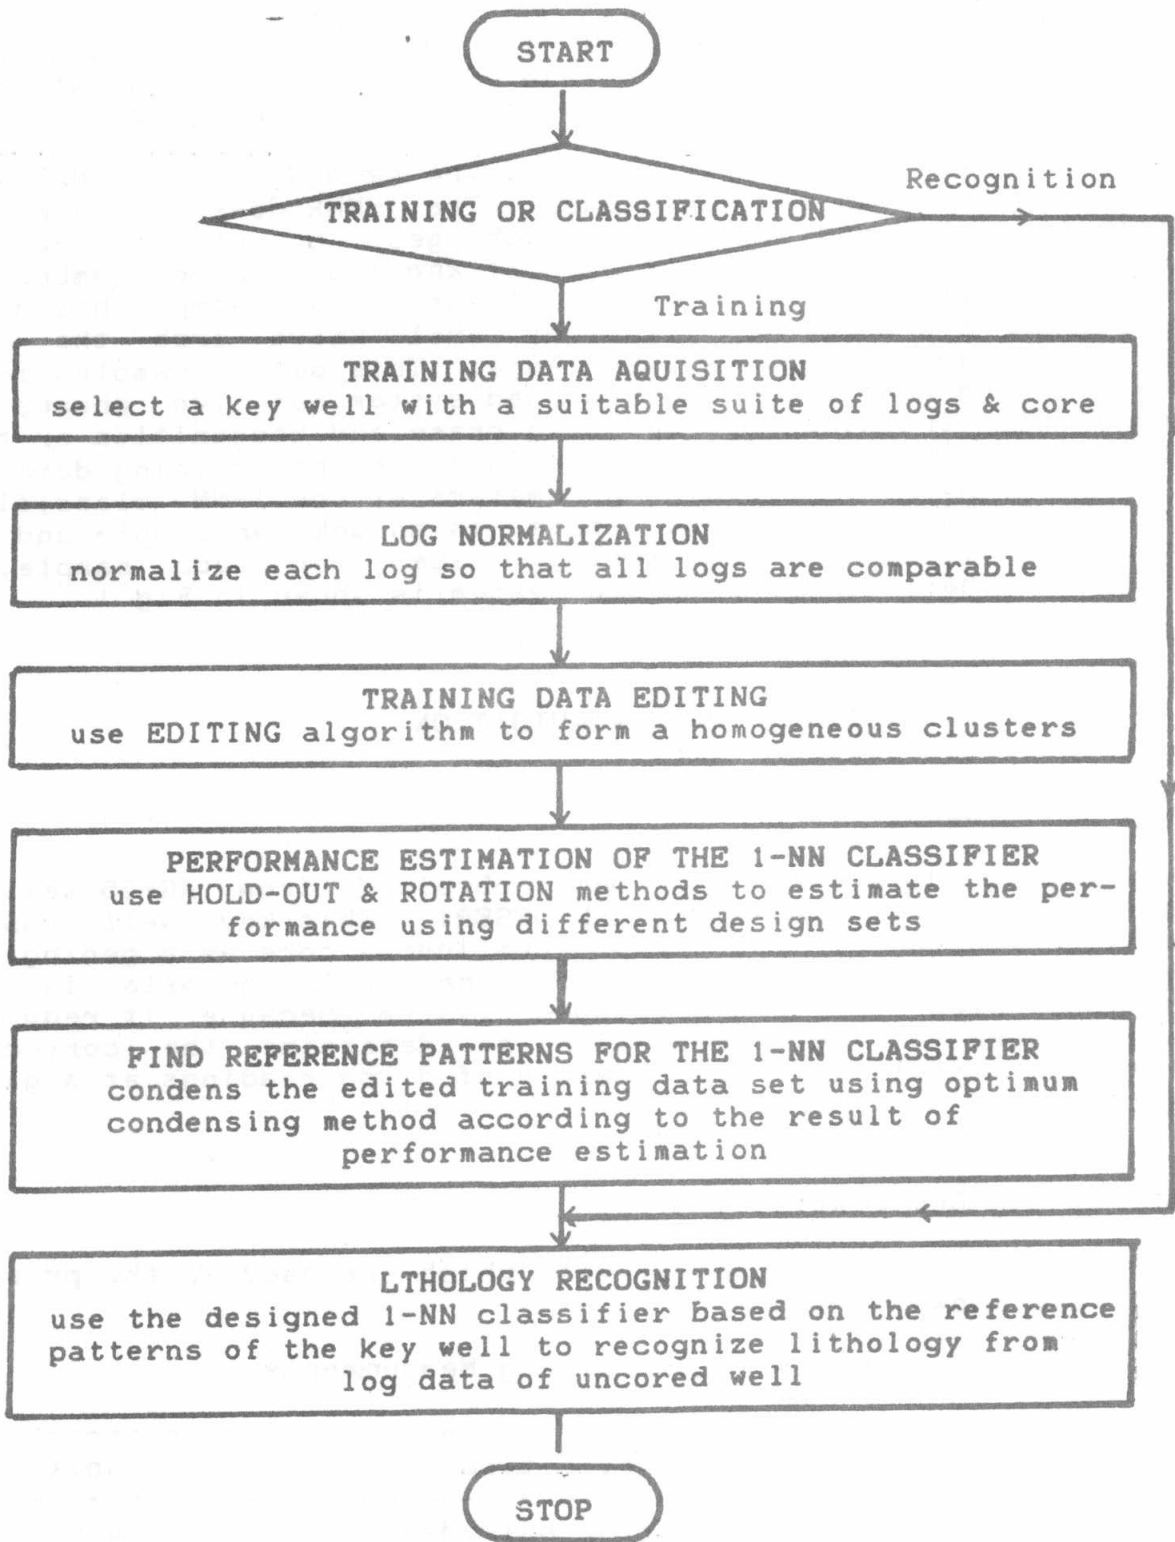 START
TRAINING OR CLASSIFICATION
Recognition
Training
TRAINING DATA AQUISITION
select a key well with a suitable suite of logs & core
LOG NORMALIZATION
normalize each log so that all logs are comparable
TRAINING DATA EDITING
use EDITING algorithm to form a homogeneous clusters
PERFORMANCE ESTIMATION OF THE 1-NN CLASSIFIER
use HOLD-OUT & ROTATION methods to estimate the per-
formance using different design sets
FIND REFERENCE PATTERNS FOR THE 1-NN CLASSIFIER
condens the edited training data set using optimum
condensing method according to the result of
performance estimation
LTHOLOGY RECOGNITION
use the designed 1-NN classifier based on the reference
patterns of the key well to recognize lithology from
log data of uncored well
STOP